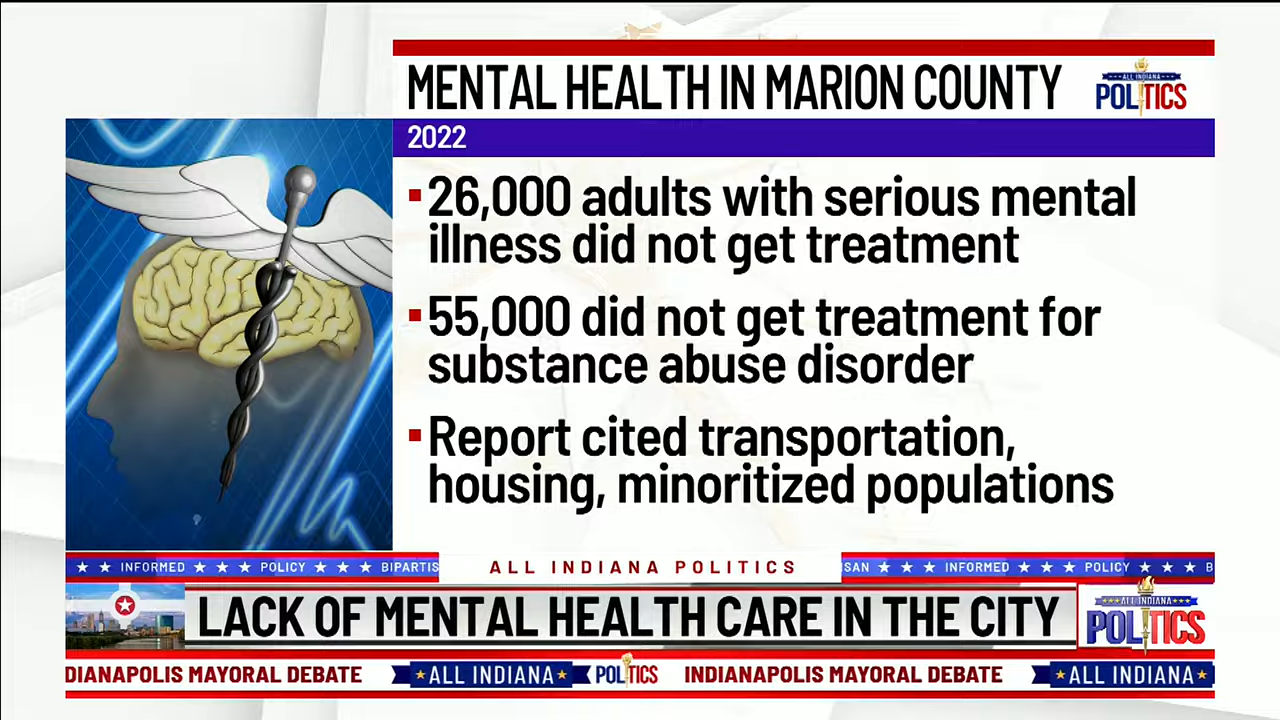 MENTAL HEALTH IN MARION COUNTY
ALL INDIANA
POLITICS
2022
26,000 adults with serious mental
illness did not get treatment
55,000 did not get treatment for
substance abuse disorder
Report cited transportation,
housing, minoritized populations
INFORMED ★ ★ ★ POLICY ★ ★ ★ BIPARTIS
ALL INDIANA POLITICS
ISAN ★ ★ ★ INFORMED ★ ★ ★ POLICY ★ ★ ★ B
LACK OF MENTAL HEALTH CARE IN THE CITY
ALL INDIANA
POLITICS
DIANAPOLIS MAYORAL DEBATE ★ALL INDIANA★ POLITICS INDIANAPOLIS MAYORAL DEBATE ★ALL INDIANA★